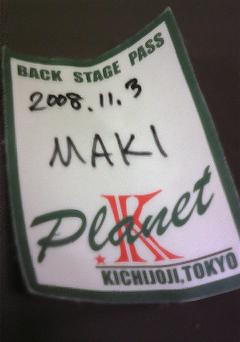 BACK STAGE PASS
2008.11.3
MAKI
Planet K
KICHIJOJI,TOKYO